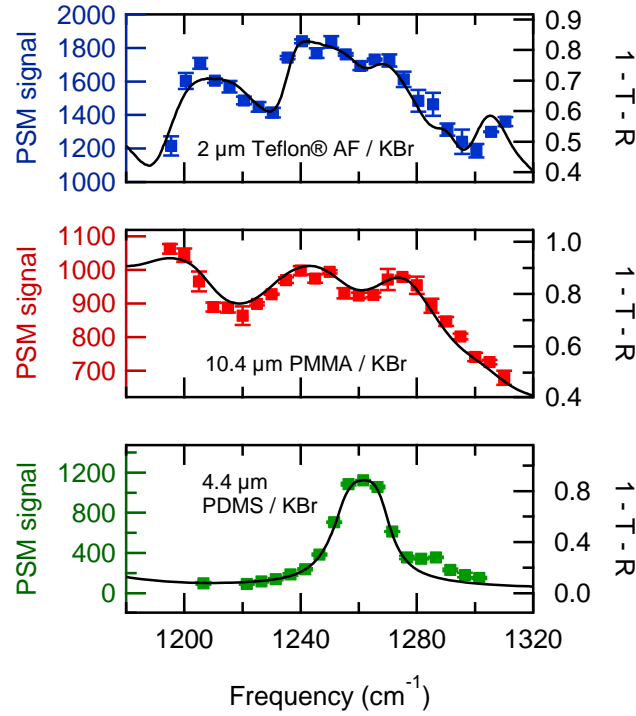 PSM signal
2000
1800
1600
1400
1200
1000
2 µm Teflon® AF / KBr
0.9
0.8
0.7
0.6
0.5
0.4
1 - T - R
PSM signal
1100
1000
900
800
700
10.4 µm PMMA / KBr
1.0
0.8
0.6
0.4
1 - T - R
PSM signal
1200
800
400
0
4.4 µm
PDMS / KBr
0.8
0.4
0.0
1 - T - R
1200 1240 1280 1320
Frequency (cm⁻¹)